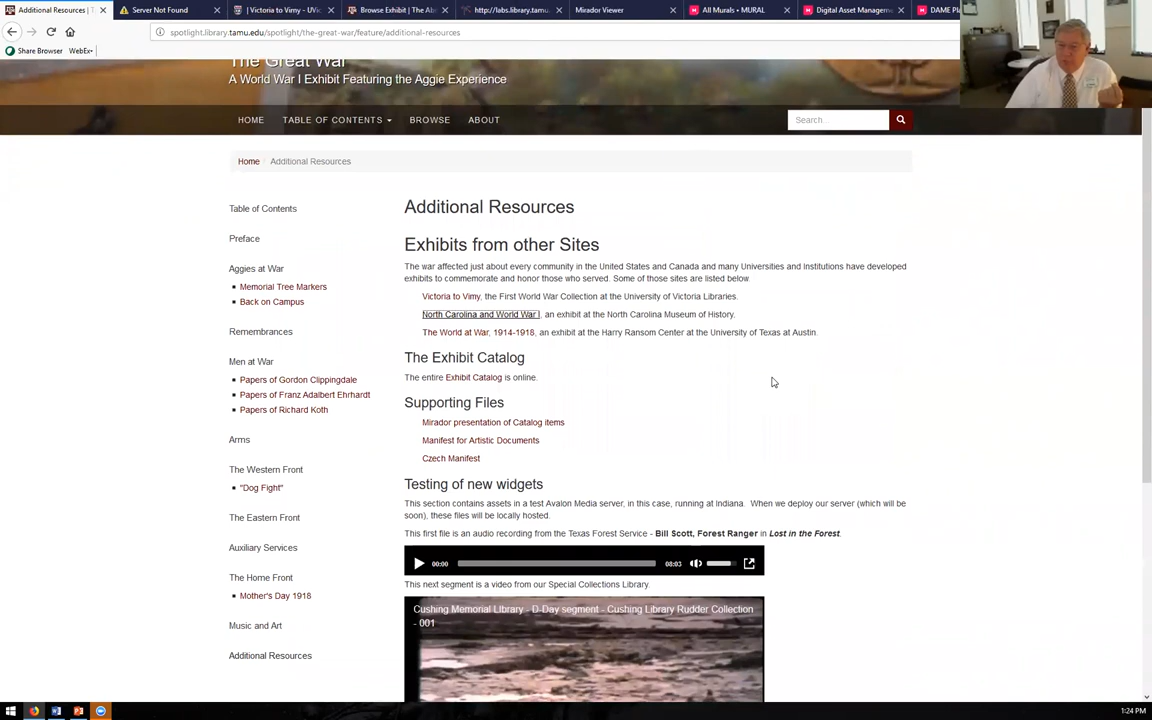 Additional Resources | T
Server Not Found
| Victoria to Vimy - UVic
Browse Exhibit | The Ab
http://labs.library.tamu.
Mirador Viewer
All Murals • MURAL
Digital Asset Managem
DAME Pl
spotlight.library.tamu.edu/spotlight/the-great-war/feature/additional-resources
Share Browser WebEx
The Great War
A World War I Exhibit Featuring the Aggie Experience
HOME TABLE OF CONTENTS BROWSE ABOUT Search...
Home / Additional Resources
Table of Contents
Preface
Aggies at War
Memorial Tree Markers
Back on Campus
Remembrances
Men at War
Papers of Gordon Clippingdale
Papers of Franz Adalbert Ehrhardt
Papers of Richard Koth
Arms
The Western Front
"Dog Fight"
The Eastern Front
Auxiliary Services
The Home Front
Mother's Day 1918
Music and Art
Additional Resources
Additional Resources
Exhibits from other Sites
The war affected just about every community in the United States and Canada and many Universities and Institutions have developed
exhibits to commemorate and honor those who served. Some of those sites are listed below.
Victoria to Vimy, the First World War Collection at the University of Victoria Libraries.
North Carolina and World War I, an exhibit at the North Carolina Museum of History.
The World at War, 1914-1918, an exhibit at the Harry Ransom Center at the University of Texas at Austin.
The Exhibit Catalog
The entire Exhibit Catalog is online.
Supporting Files
Mirador presentation of Catalog items
Manifest for Artistic Documents
Czech Manifest
Testing of new widgets
This section contains assets in a test Avalon Media server, in this case, running at Indiana. When we deploy our server (which will be
soon), these files will be locally hosted.
This first file is an audio recording from the Texas Forest Service - Bill Scott, Forest Ranger in Lost in the Forest.
00:00 08:03
This next segment is a video from our Special Collections Library.
Cushing Memorial Library - D Day segment - Cushing Library Rudder Collection
- 001
1:24 PM